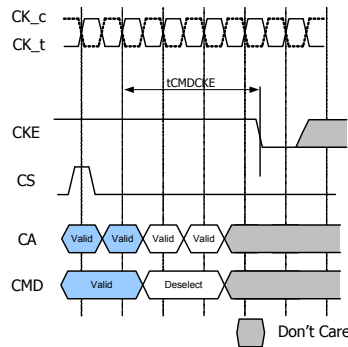 CK_c
CK_t
tCMDCKE
CKE
CS
CA
Valid
Valid
Valid
Valid
CMD
Valid
Deselect
Don't Care